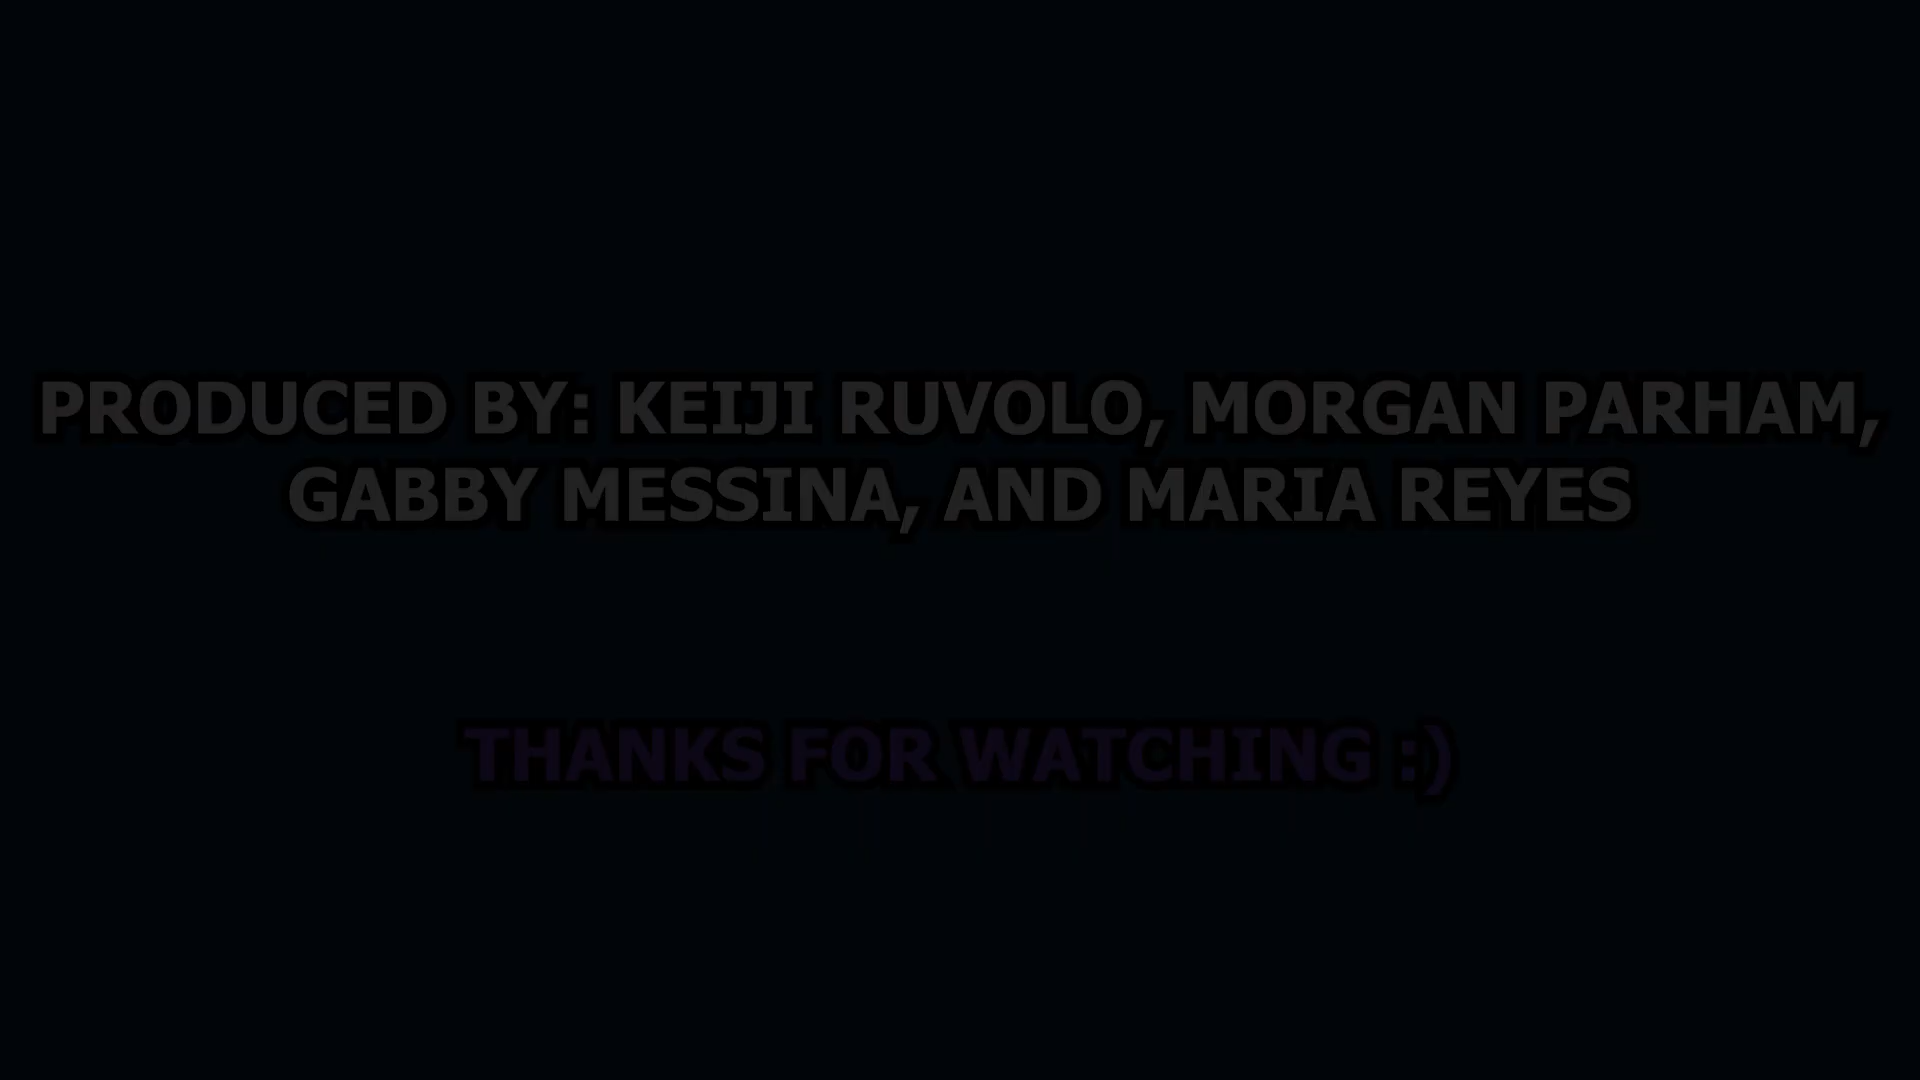 PRODUCED BY: KEIJI RUVOLO, MORGAN PARHAM,
GABBY MESSINA, AND MARIA REYES
THANKS FOR WATCHING :)